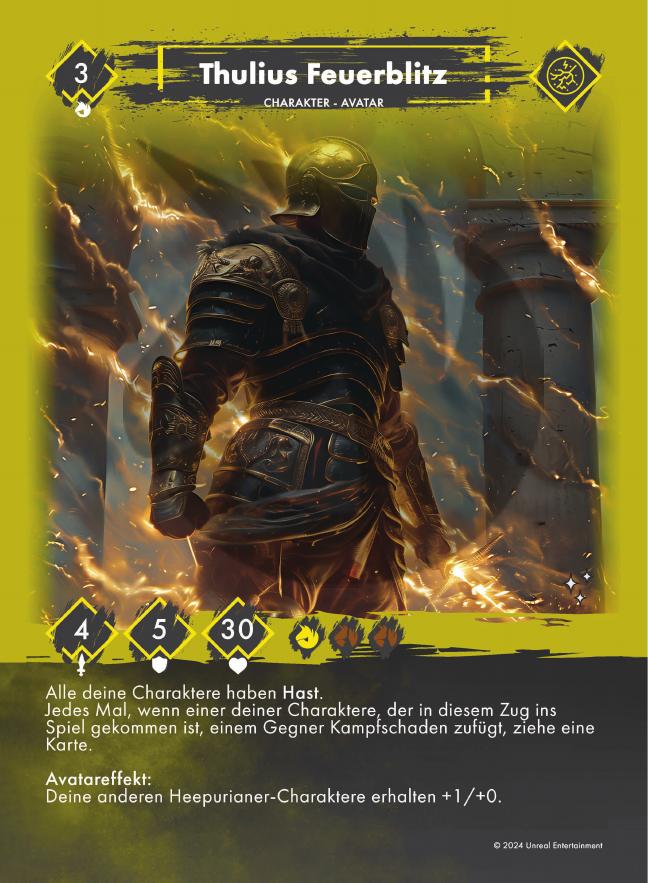 3
Thulius Feuerblitz
CHARAKTER - AVATAR
4 5 30
Alle deine Charaktere haben Hast.
Jedes Mal, wenn einer deiner Charaktere, der in diesem Zug ins
Spiel gekommen ist, einem Gegner Kampfschaden zufügt, ziehe eine
Karte.
Avatareffekt:
Deine anderen Heepurianer-Charaktere erhalten +1/+0.
© 2024 Unreal Entertainment